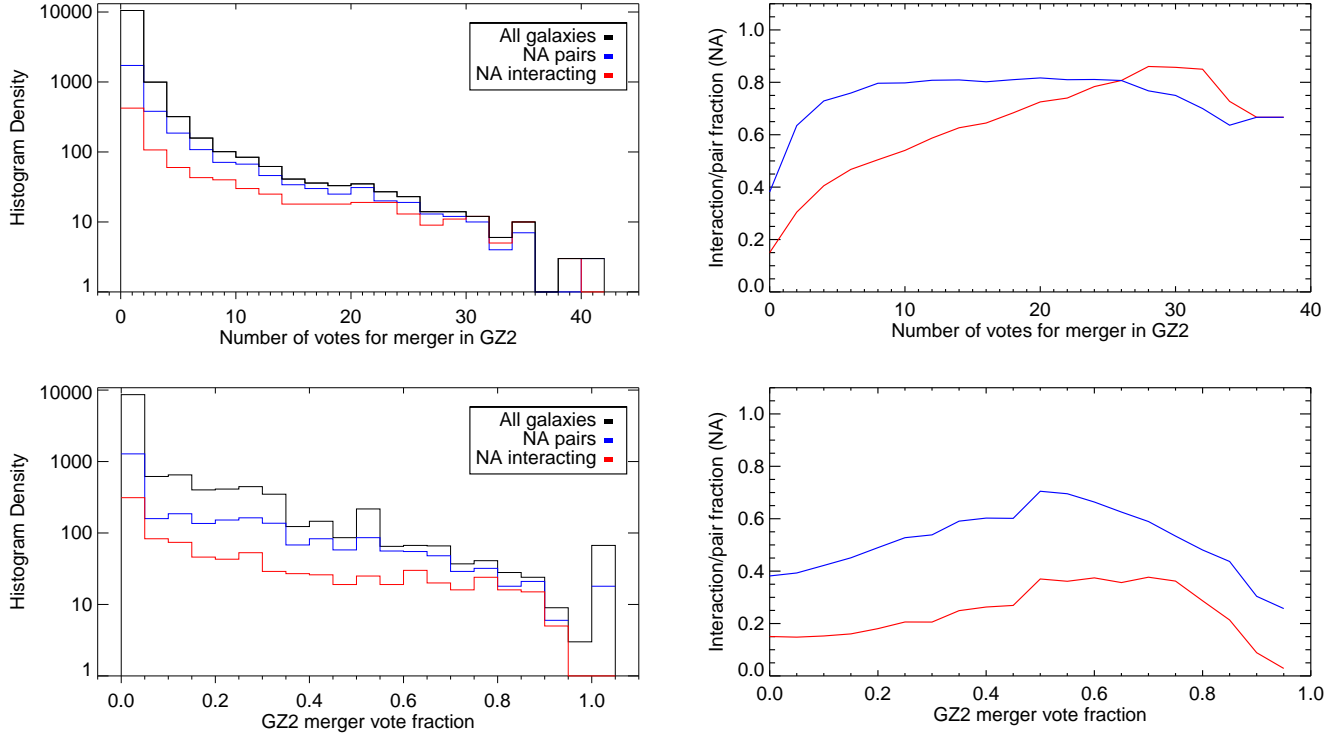 Histogram Density
10000
1000
100
10
1
All galaxies
NA pairs
NA interacting
0 10 20 30 40
Number of votes for merger in GZ2
Interaction/pair fraction (NA)
1.0
0.8
0.6
0.4
0.2
0.0
0 10 20 30 40
Number of votes for merger in GZ2
Histogram Density
10000
1000
100
10
1
All galaxies
NA pairs
NA interacting
0.0 0.2 0.4 0.6 0.8 1.0
GZ2 merger vote fraction
Interaction/pair fraction (NA)
1.0
0.8
0.6
0.4
0.2
0.0
0.0 0.2 0.4 0.6 0.8 1.0
GZ2 merger vote fraction